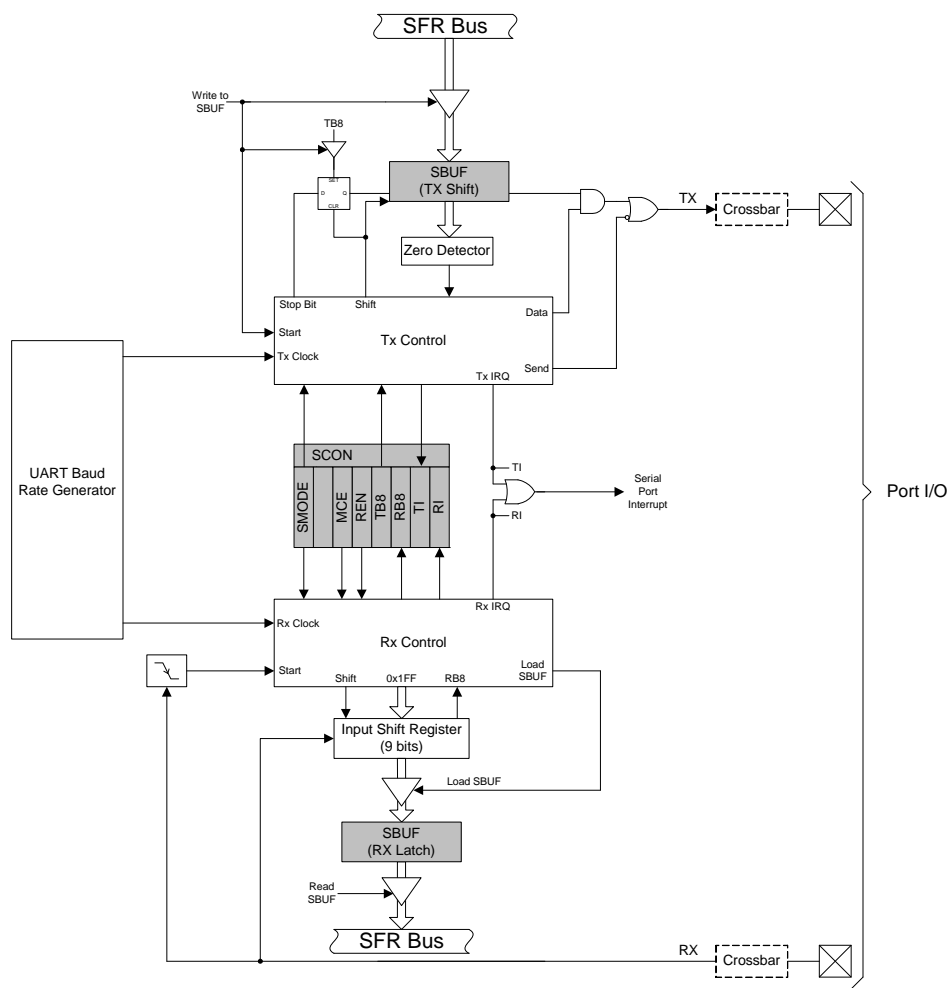 SFR Bus
Write to
SBUF
TB8
SET
D
Q
CLR
SBUF
(TX Shift)
TX
Crossbar
Zero Detector
Stop Bit
Shift
Data
Start
Tx Control
Tx Clock
Send
Tx IRQ
UART Baud
Rate Generator
SCON
SMODE
MCE
REN
TB8
RB8
TI
RI
TI
Serial
Port
Interrupt
RI
Port I/O
Rx IRQ
Rx Clock
Rx Control
Start
Load
SBUF
Shift
0x1FF
RB8
Input Shift Register
(9 bits)
Load SBUF
SBUF
(RX Latch)
Read
SBUF
SFR Bus
RX
Crossbar